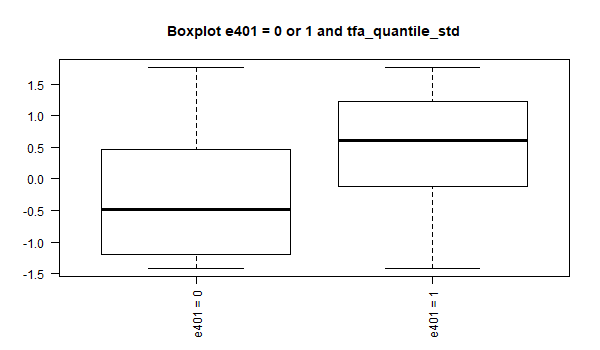 Boxplot e401 = 0 or 1 and tfa_quantile_std
1.5
1.0
0.5
0.0
-0.5
-1.0
-1.5
e401 = 0
e401 = 1